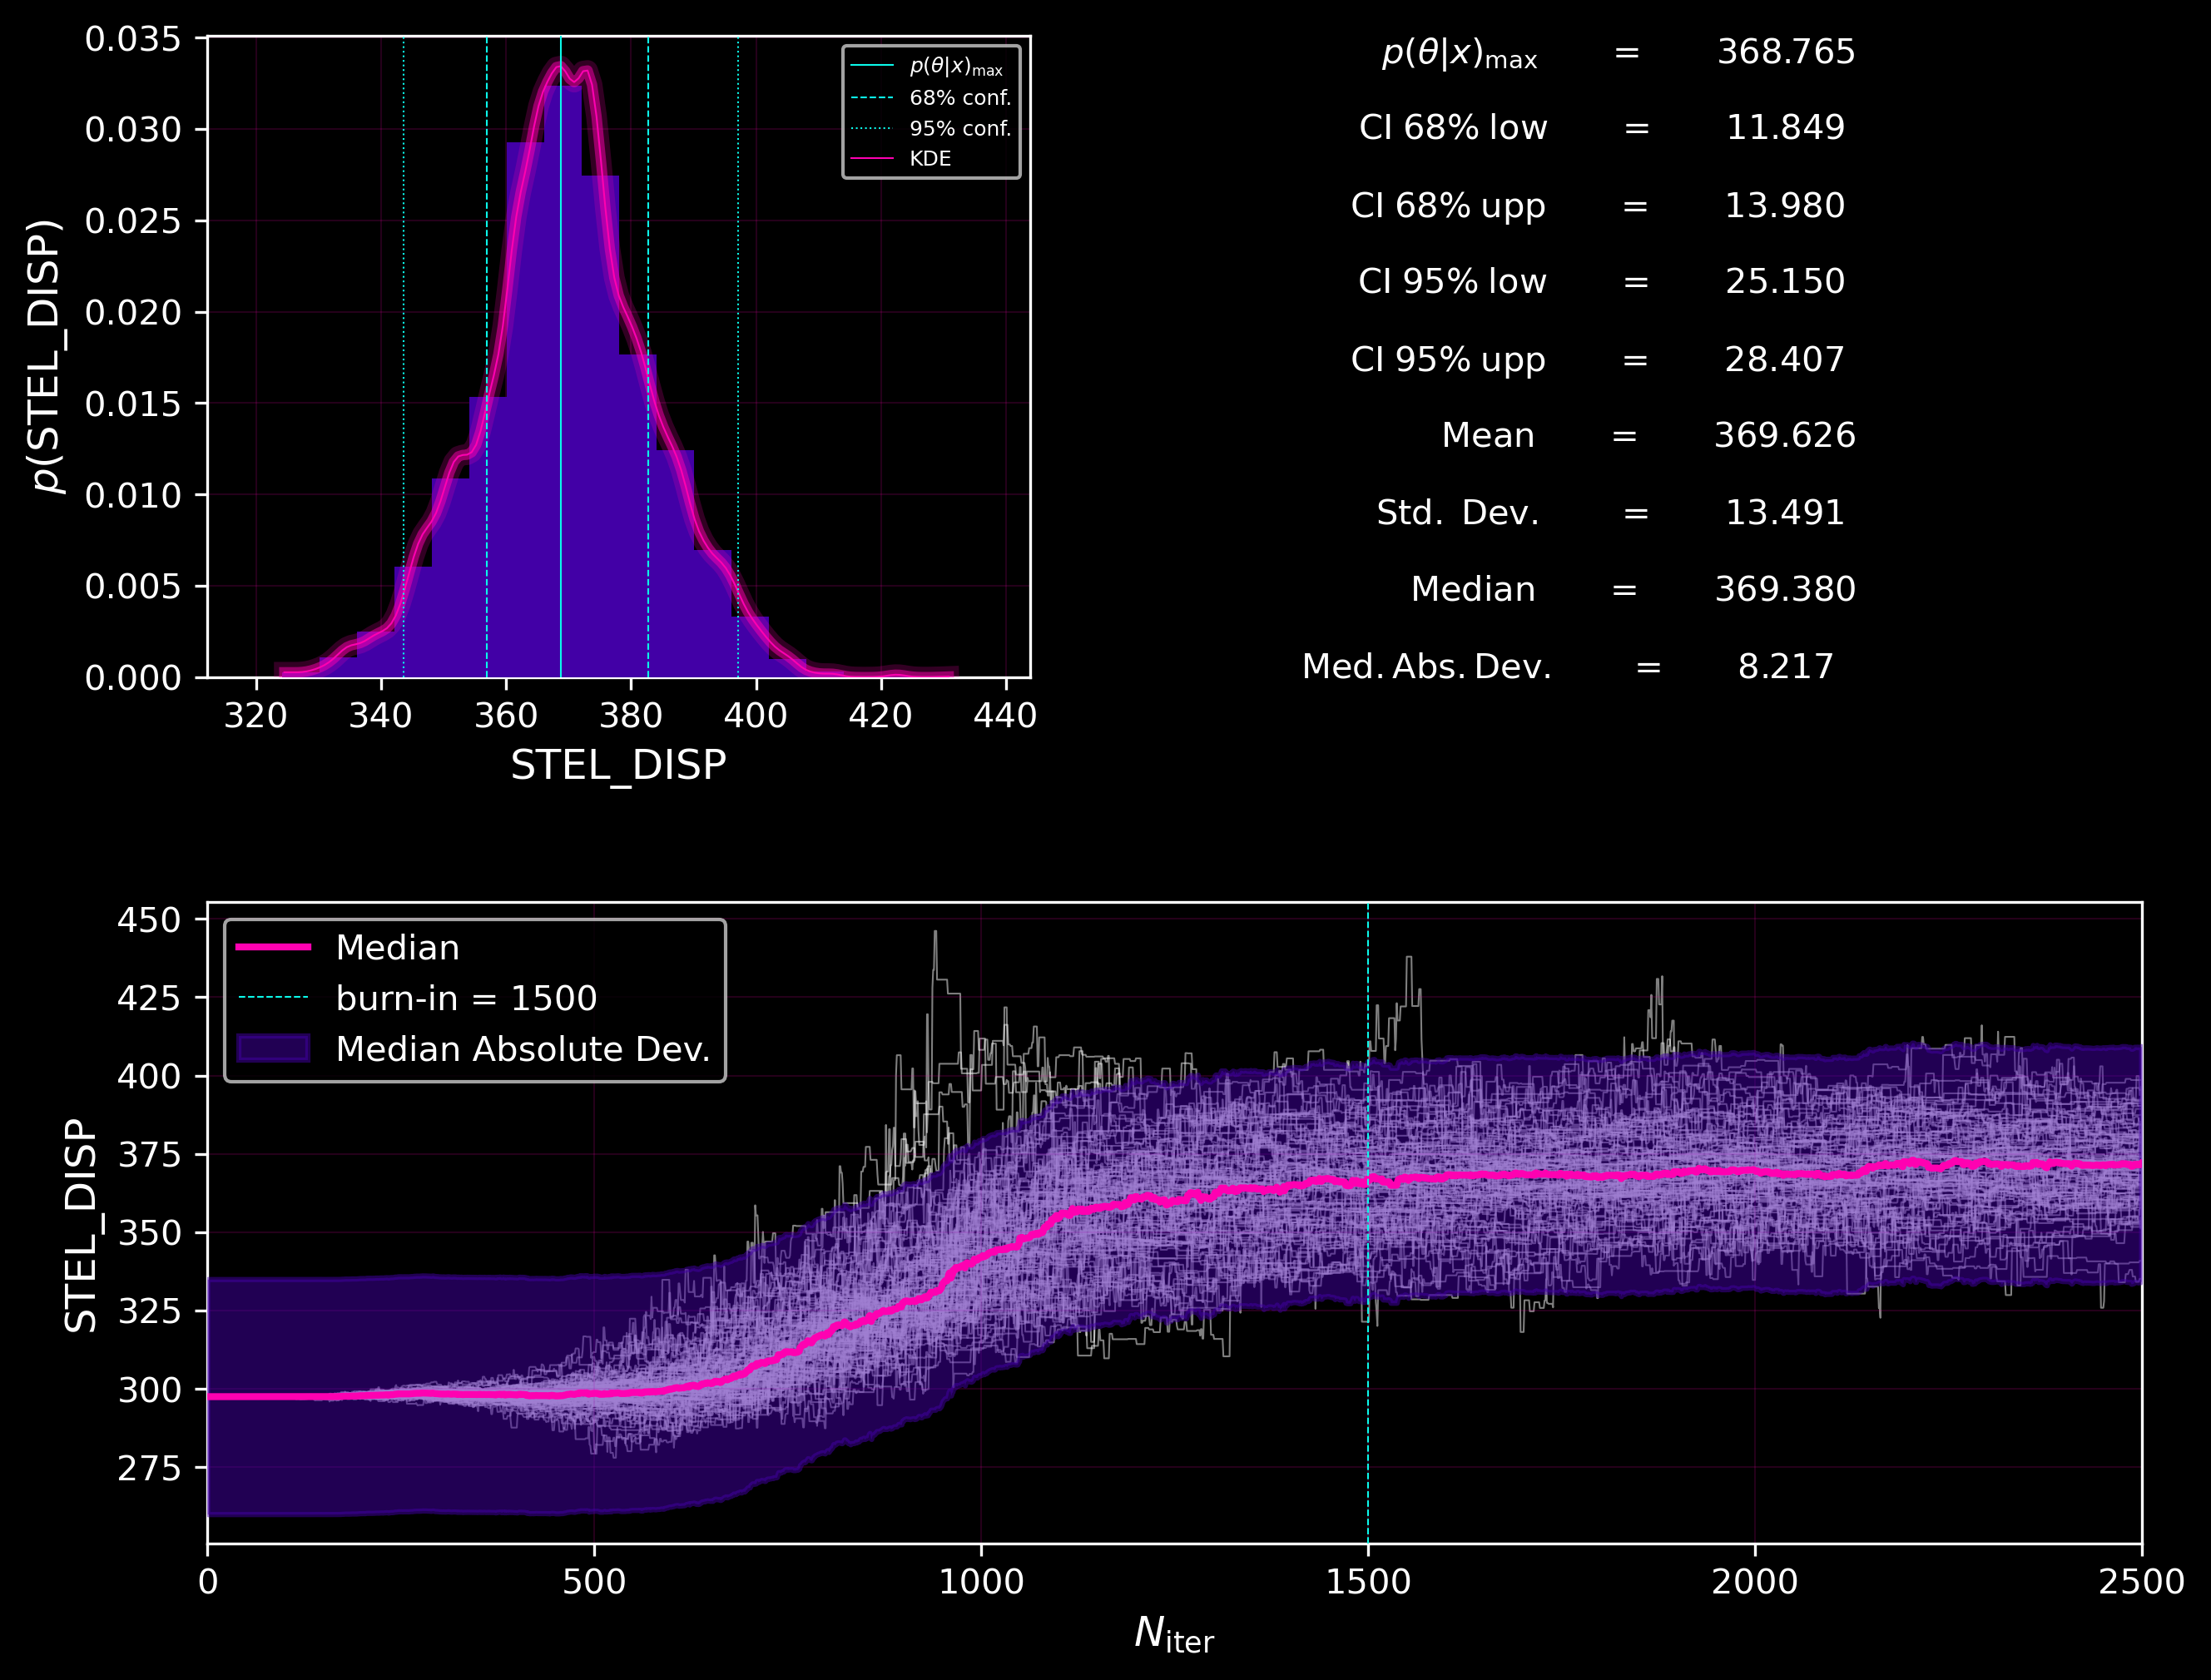 0.035
0.030
0.025
0.020
0.015
0.010
0.005
0.000
p(STEL_DISP)
320 340 360 380 400 420 440
STEL_DISP
p(θ|x)max
68% conf.
95% conf.
KDE
p(θ|x)max = 368.765
CI 68% low = 11.849
CI 68% upp = 13.980
CI 95% low = 25.150
CI 95% upp = 28.407
Mean = 369.626
Std. Dev. = 13.491
Median = 369.380
Med. Abs. Dev. = 8.217
450
425
400
375
350
325
300
275
STEL_DISP
Median
burn-in = 1500
Median Absolute Dev.
0 500 1000 1500 2000 2500
Niter